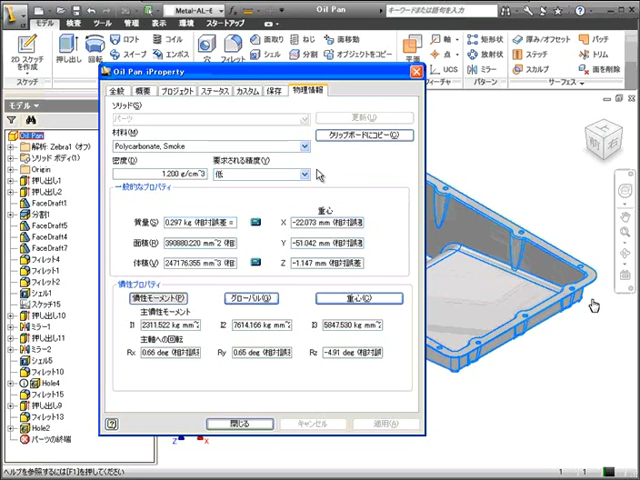 Metal-AL-6
Oil Pan
キーワードまたは語句を入力
モデル 検査 ツール 管理 表示 環境 スタートアップ
2D スケッチを作成
押し出し
回転
ロフト
スイープ
コイル
エンボス
穴
フィレット
面取り
シェル
面移動
分割
オブジェクトをコピー
平面
軸
点
UCS
矩形状
円形状
ミラー
厚み/オフセット
ステッチ
スカルプ
パッチ
面を削除
スケッチ
サーフェス
モデル
Oil Pan
解析: Zebra1 (オフ)
ソリッド ボディ(1)
Origin
押し出し1
押し出し2
FaceDraft4
分割1
FaceDraft5
FaceDraft7
フィレット4
フィレット1
フィレット2
シェル1
スケッチ15
フィレット10
ミラー1
押し出し11
ミラー2
シェル5
フィレット10
Hole4
フィレット15
押し出し9
フィレット13
Hole2
パーツの終端
Oil Pan iProperty
全般 概要 プロジェクト ステータス カスタム 保存 物理情報
ソリッド(S)
パーツ
更新(U)
材料(M)
クリップボードにコピー(C)
Polycarbonate, Smoke
密度(D)
要求される精度(Y)
1.200 g/cm^3
低
一般的なプロパティ
重心
質量(S)
0.297 kg (相対誤差 =
X
-22.073 mm (相対誤差
面積(R)
390880.220 mm^2 (相
Y
-51.042 mm (相対誤差
体積(V)
247176.355 mm^3 (相
Z
-1.147 mm (相対誤差
慣性プロパティ
慣性モーメント(P)
グローバル(G)
重心(C)
主慣性モーメント
I1
2311.522 kg mm^2
I2
7614.166 kg mm^2
I3
5847.530 kg mm^2
主軸への回転
Rx
0.66 deg (相対誤
Ry
0.65 deg (相対誤
Rz
-4.91 deg (相対誤
閉じる
キャンセル
適用(A)
前
右
Z
X
ヘルプを参照するには[F1]を押してください
1
1